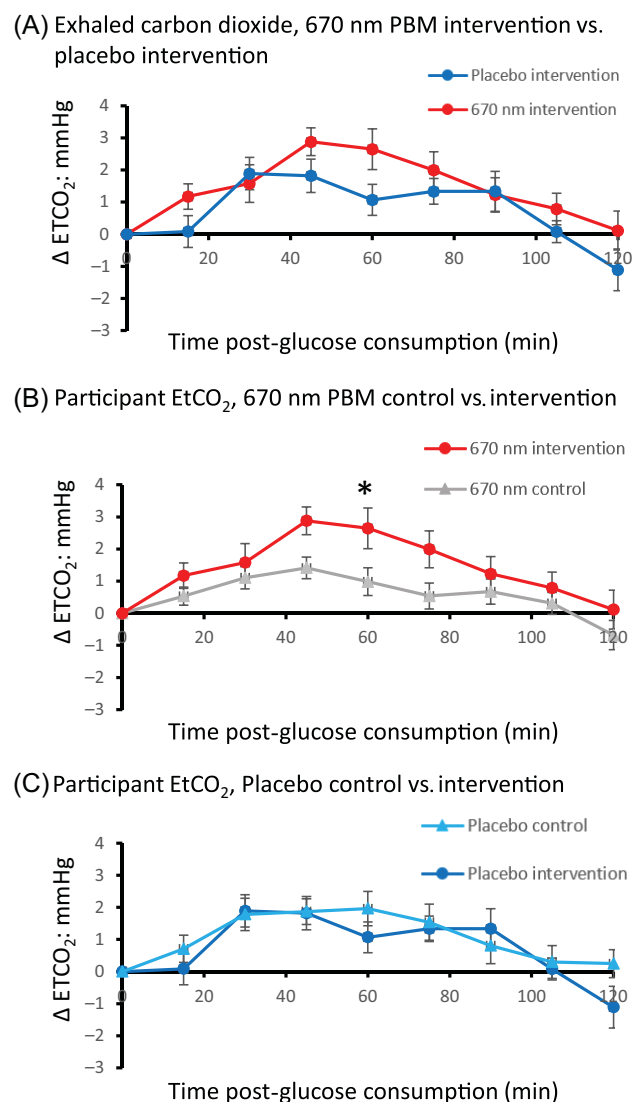 (A) Exhaled carbon dioxide, 670 nm PBM intervention vs.
placebo intervention
Placebo intervention
670 nm intervention
4
3
2
1
0
−1
−2
−3
0 20 40 60 80 100 120
Δ ETCO₂: mmHg
Time post-glucose consumption (min)
(B) Participant EtCO₂, 670 nm PBM control vs. intervention
670 nm intervention
670 nm control
*
4
3
2
1
0
−1
−2
−3
0 20 40 60 80 100 120
Δ ETCO₂: mmHg
Time post-glucose consumption (min)
(C) Participant EtCO₂, Placebo control vs. intervention
Placebo control
Placebo intervention
4
3
2
1
0
−1
−2
−3
0 20 40 60 80 100 120
Δ ETCO₂: mmHg
Time post-glucose consumption (min)